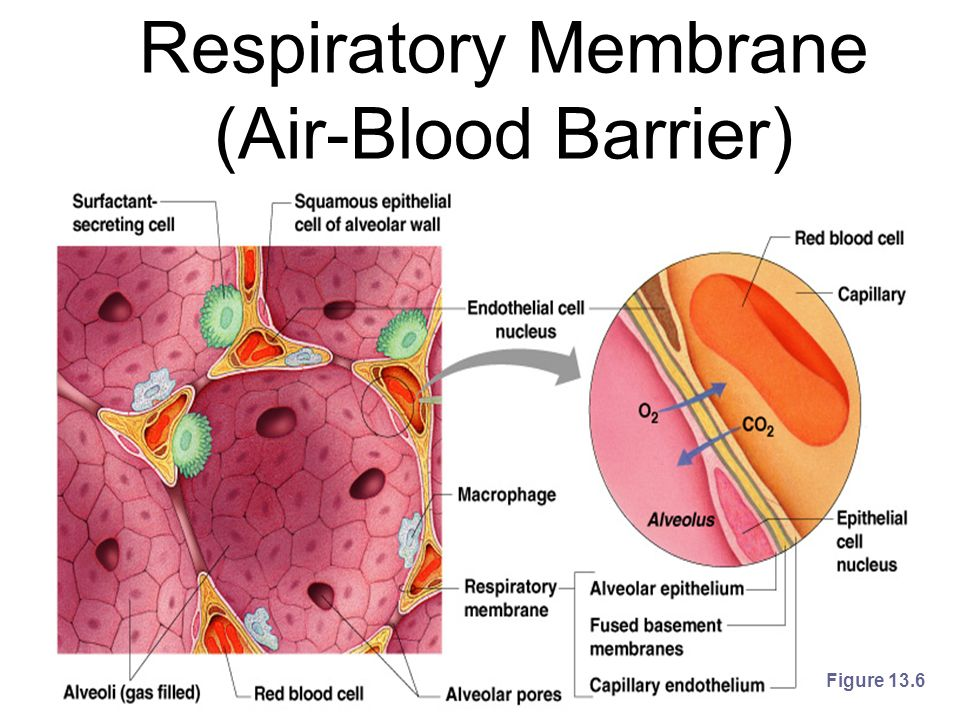 Respiratory Membrane
(Air-Blood Barrier)
Surfactant-
secreting cell
Squamous epithelial
cell of alveolar wall
Red blood cell
Capillary
Endothelial cell
nucleus
O2
CO2
Macrophage
Alveolus
Epithelial
cell
nucleus
Respiratory
membrane
Alveolar epithelium
Fused basement
membranes
Capillary endothelium
Alveoli (gas filled)
Red blood cell
Alveolar pores
Figure 13.6